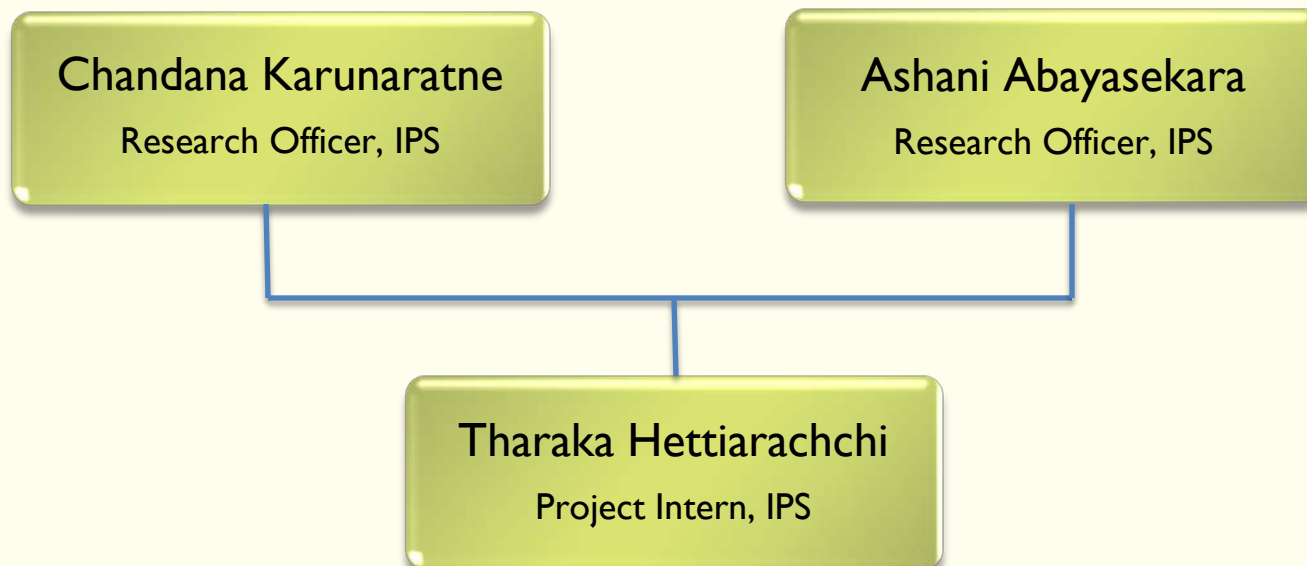 Chandana Karunaratne
Research Officer, IPS
Ashani Abayasekara
Research Officer, IPS
Tharaka Hettiarachchi
Project Intern, IPS